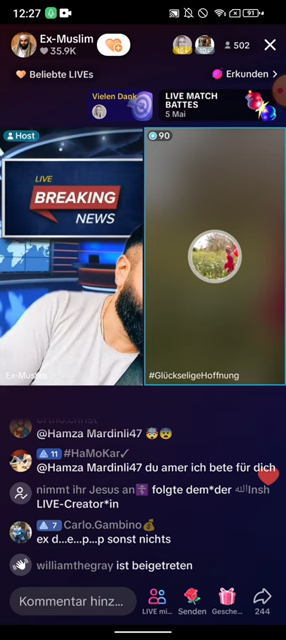 12:27
91
Ex-Muslim
35.9K
502
Beliebte LIVEs
Erkunden
Vielen Dank
LIVE MATCH
BATTES
5 Mai
Host
90
LIVE
BREAKING
NEWS
Ex-Muslim
#GlückseligeHoffnung
@Hamza Mardinli47 🤯😨
11 #HaMoKar✓
@Hamza Mardinli47 du amer ich bete für dich
nimmt ihr Jesus an✝️ folgte dem*der
LIVE-Creator*in
7 Carlo.Gambino💰
ex d...e...p...p sonst nichts
williamthegray ist beigetreten
Kommentar hinz...
LIVE mi...
Senden
Gesche...
244